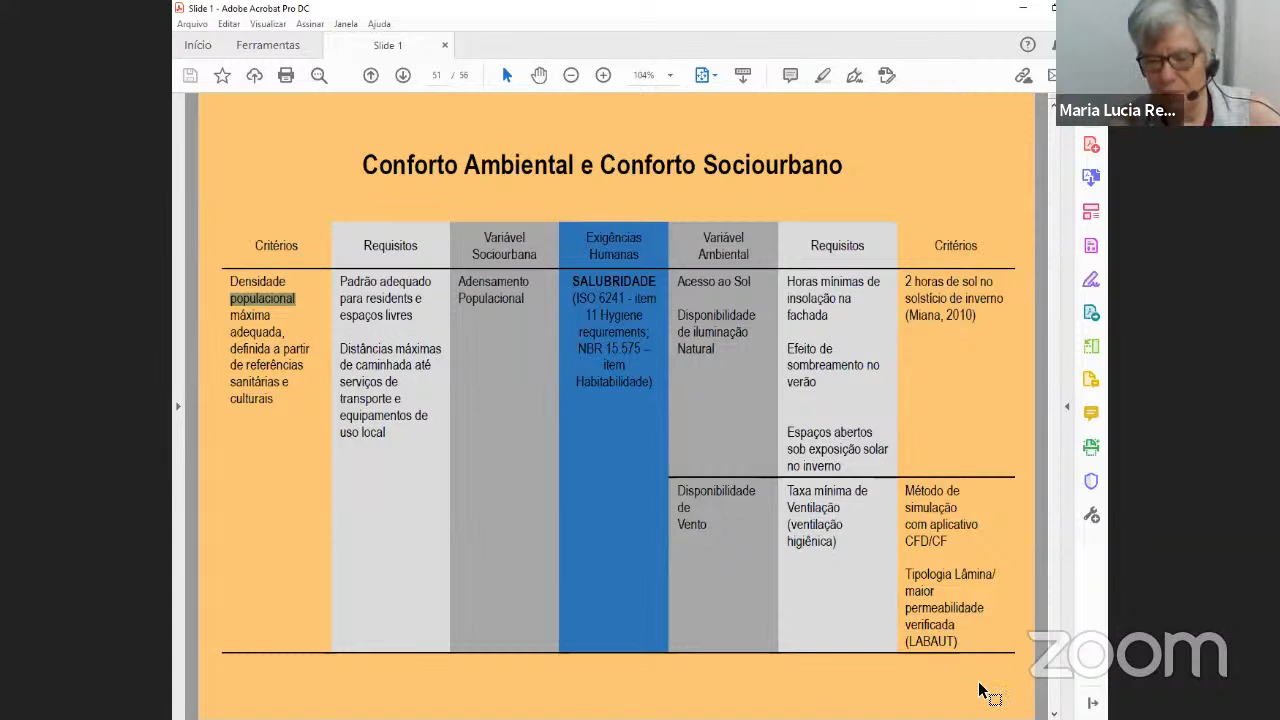 Slide 1 - Adobe Acrobat Pro DC
Arquivo Editar Visualizar Assinar Janela Ajuda
Início Ferramentas Slide 1
51 / 56 104%
Maria Lucia Re...
Conforto Ambiental e Conforto Sociourbano
Critérios
Requisitos
Variável
Sociourbana
Exigências
Humanas
Variável
Ambiental
Requisitos
Critérios
Densidade
populacional
máxima
adequada,
definida a partir
de referências
sanitárias e
culturais
Padrão adequado
para residents e
espaços livres
Distâncias máximas
de caminhada até
serviços de
transporte e
equipamentos de
uso local
Adensamento
Populacional
SALUBRIDADE
(ISO 6241 - item
11 Hygiene
requirements;
NBR 15.575 –
item
Habitabilidade)
Acesso ao Sol
Disponibilidade
de iluminação
Natural
Horas mínimas de
insolação na
fachada
Efeito de
sombreamento no
verão
Espaços abertos
sob exposição solar
no inverno
2 horas de sol no
solstício de inverno
(Miana, 2010)
Disponibilidade
de
Vento
Taxa mínima de
Ventilação
(ventilação
higiênica)
Método de
simulação
com aplicativo
CFD/CF
Tipologia Lâmina/
maior
permeabilidade
verificada
(LABAUT)
zoom